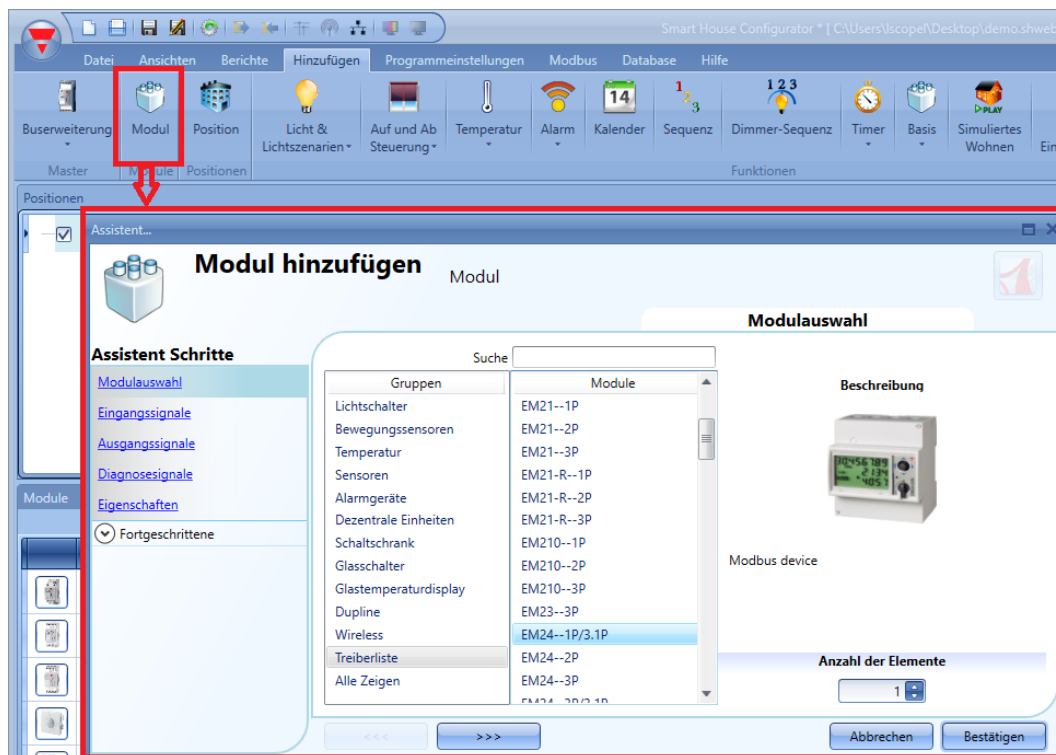 Smart House Configurator * [ C:\Users\lscopel\Desktop\demo.shweb
Datei Ansichten Berichte Hinzufügen Programmeinstellungen Modbus Database Hilfe
1 2 3
14
1 2 3
PLAY
Buserweiterung Modul Position Licht & Auf und Ab Temperatur Alarm Kalender Sequenz Dimmer-Sequenz Timer Basis Simuliertes
Lichtszenarien Steuerung Wohnen Ein
Master Module Positionen Funktionen
Positionen
Assistent...
Modul hinzufügen Modul
Modulauswahl
Assistent Schritte
Modulauswahl
Eingangssignale
Ausgangssignale
Diagnosesignale
Eigenschaften
Fortgeschrittene
Suche
Gruppen
Lichtschalter
Bewegungssensoren
Temperatur
Sensoren
Alarmgeräte
Dezentrale Einheiten
Schaltschrank
Glasschalter
Glastemperaturdisplay
Dupline
Wireless
Treiberliste
Alle Zeigen
Module
EM21--1P
EM21--2P
EM21--3P
EM21-R--1P
EM21-R--2P
EM21-R--3P
EM210--1P
EM210--2P
EM210--3P
EM23--3P
EM24--1P/3.1P
EM24--2P
EM24--3P
Beschreibung
Modbus device
Anzahl der Elemente
1
Module
<<< >>> Abbrechen Bestätigen